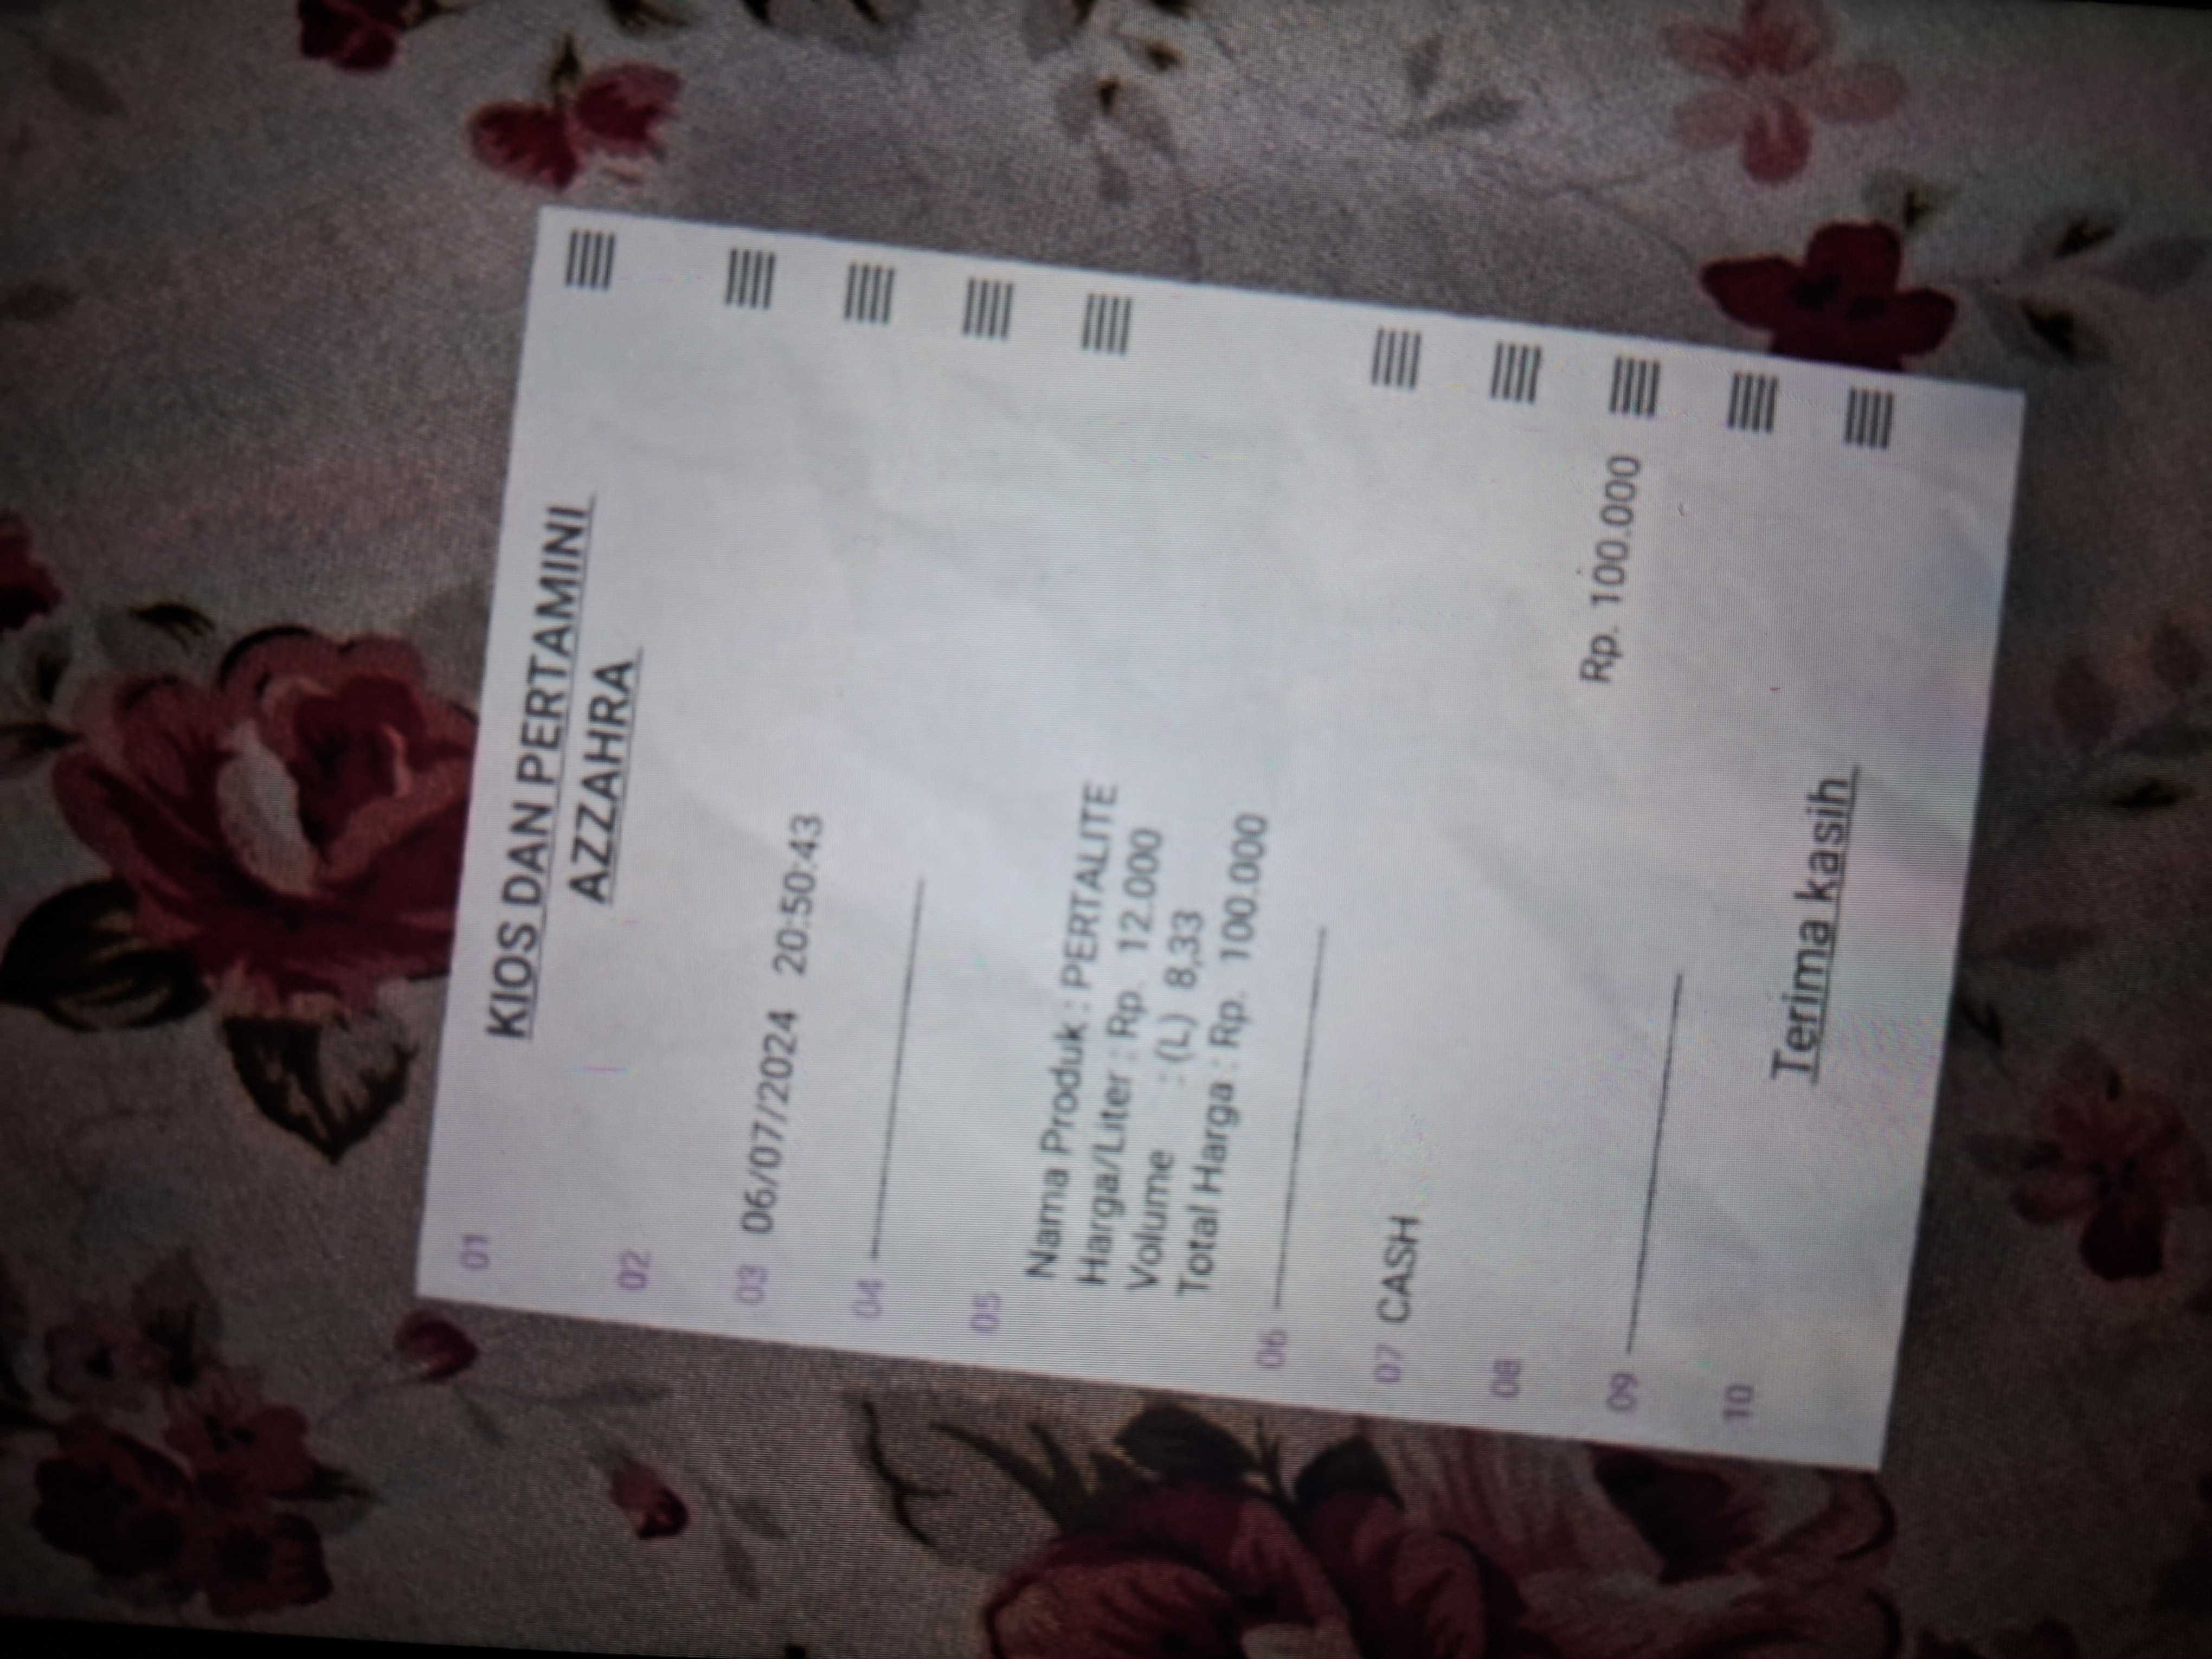 01
KIOS DAN PERTAMINI
AZZAHRA
02
03 06/07/2024 20:50:43
04
05
Nama Produk : PERTALITE
Harga/Liter : Rp. 12.000
Volume : (L) 8,33
Total Harga : Rp. 100.000
06
07 CASH
08
Rp. 100.000
09
10
Terima kasih